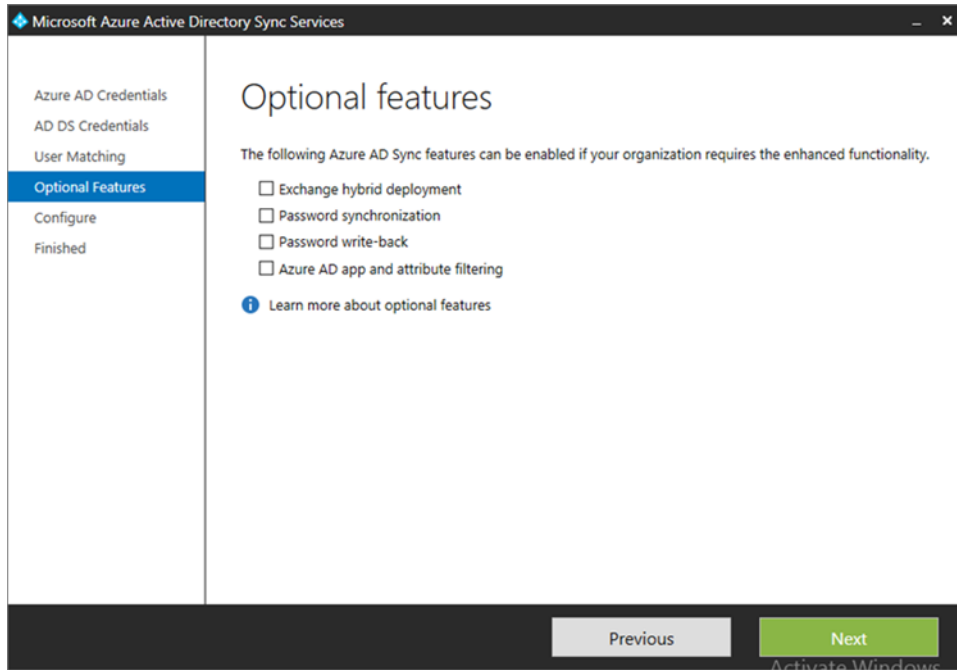 Microsoft Azure Active Directory Sync Services
Azure AD Credentials
AD DS Credentials
User Matching
Optional Features
Configure
Finished
Optional features
The following Azure AD Sync features can be enabled if your organization requires the enhanced functionality.
Exchange hybrid deployment
Password synchronization
Password write-back
Azure AD app and attribute filtering
Learn more about optional features
Previous
Next
Activate Windows